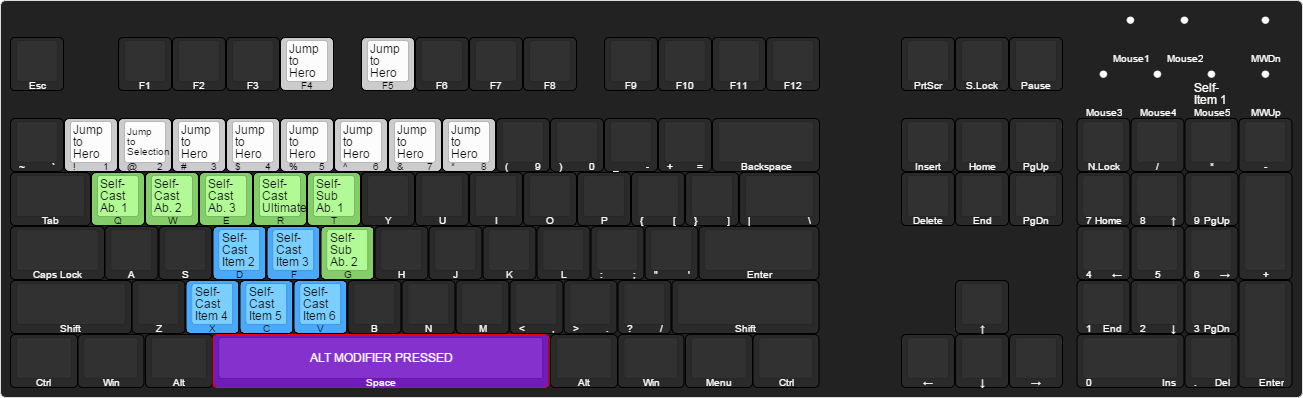 Mouse1 Mouse2 MWDn
Jump to Hero Jump to Hero
Esc F1 F2 F3 F4 F5 F6 F7 F8 F9 F10 F11 F12 PrtScr S.Lock Pause
Self-Item 1
Mouse3 Mouse4 Mouse5 MWUp
Jump to Hero Jump to Selection Jump to Hero Jump to Hero Jump to Hero Jump to Hero Jump to Hero Jump to Hero
~ ` ! 1 @ 2 # 3 $ 4 % 5 ^ 6 & 7 * 8 ( 9 ) 0 _ - + = Backspace Insert Home PgUp N.Lock / * -
Self-Cast Ab. 1 Self-Cast Ab. 2 Self-Cast Ab. 3 Self-Cast Ultimate Self-Sub Ab. 1
Tab Q W E R T Y U I O P { [ } ] | \ Delete End PgDn 7 Home 8 ↑ 9 PgUp
Self-Cast Item 2 Self-Cast Item 3 Self-Sub Ab. 2
Caps Lock A S D F G H J K L : ; " ' Enter 4 ← 5 6 → +
Self-Cast Item 4 Self-Cast Item 5 Self-Cast Item 6
Shift Z X C V B N M < , > . ? / Shift ↑ 1 End 2 ↓ 3 PgDn
ALT MODIFIER PRESSED
Ctrl Win Alt Space Alt Win Menu Ctrl ← ↓ → 0 Ins . Del Enter